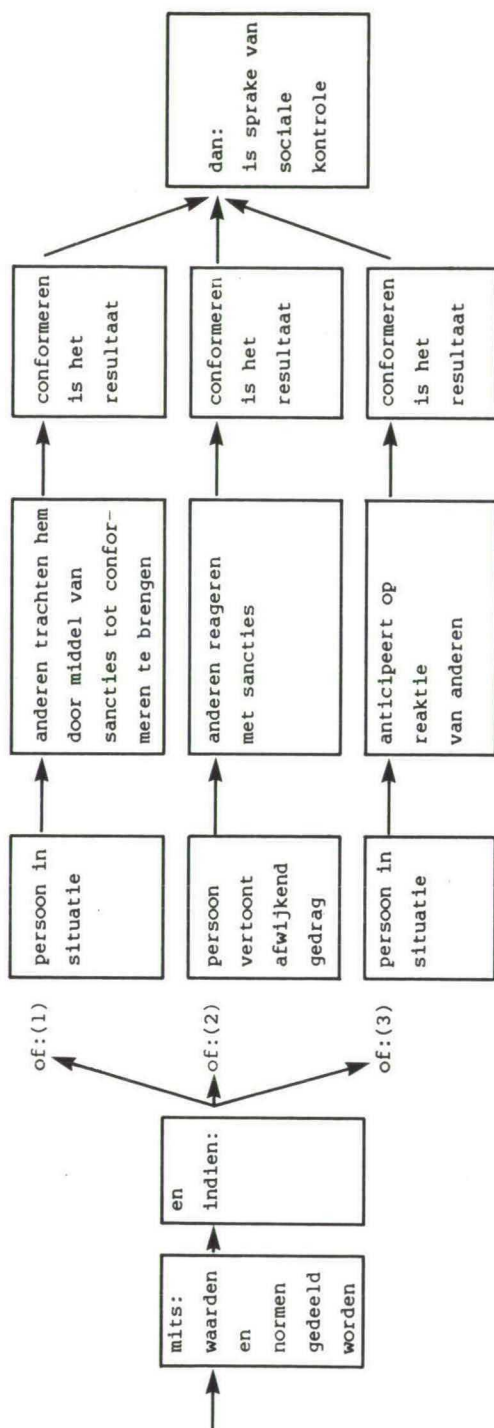 mits:
waarden
en
normen
gedeeld
worden
en
indien:
of:(1)
persoon in
situatie
anderen trachten hem
door middel van
sancties tot confor-
meren te brengen
conformeren
is het
resultaat
of:(2)
persoon
vertoont
afwijkend
gedrag
anderen reageren
met sancties
conformeren
is het
resultaat
of:(3)
persoon in
situatie
anticipeert op
reaktie
van anderen
conformeren
is het
resultaat
dan:
is sprake van
sociale
kontrole